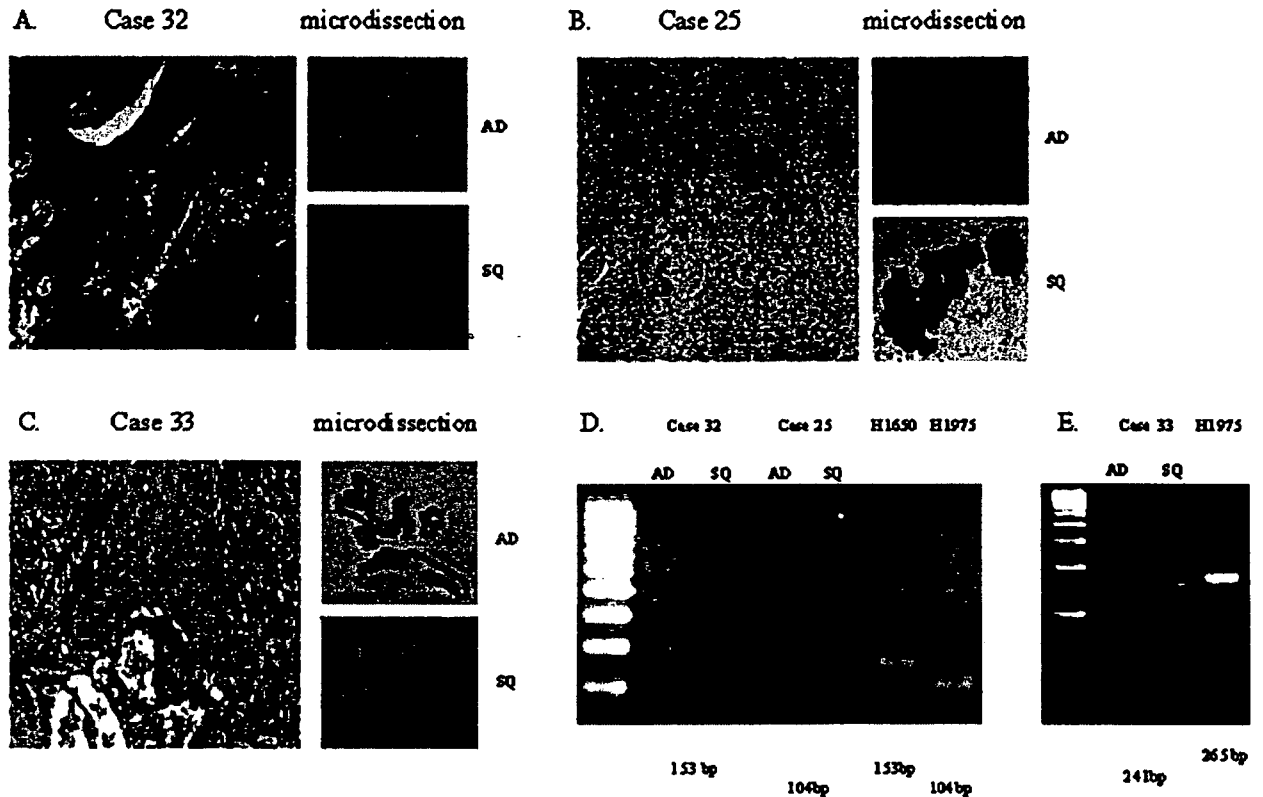 A. Case 32 microdissection
AD
SQ
B. Case 25 microdissection
AD
SQ
C. Case 33 microdissection
AD
SQ
D. Case 32 Case 25 H1650 H1975
AD SQ AD SQ
153 bp 104bp 153bp 104bp
E. Case 33 H1975
AD SQ
241bp 265bp